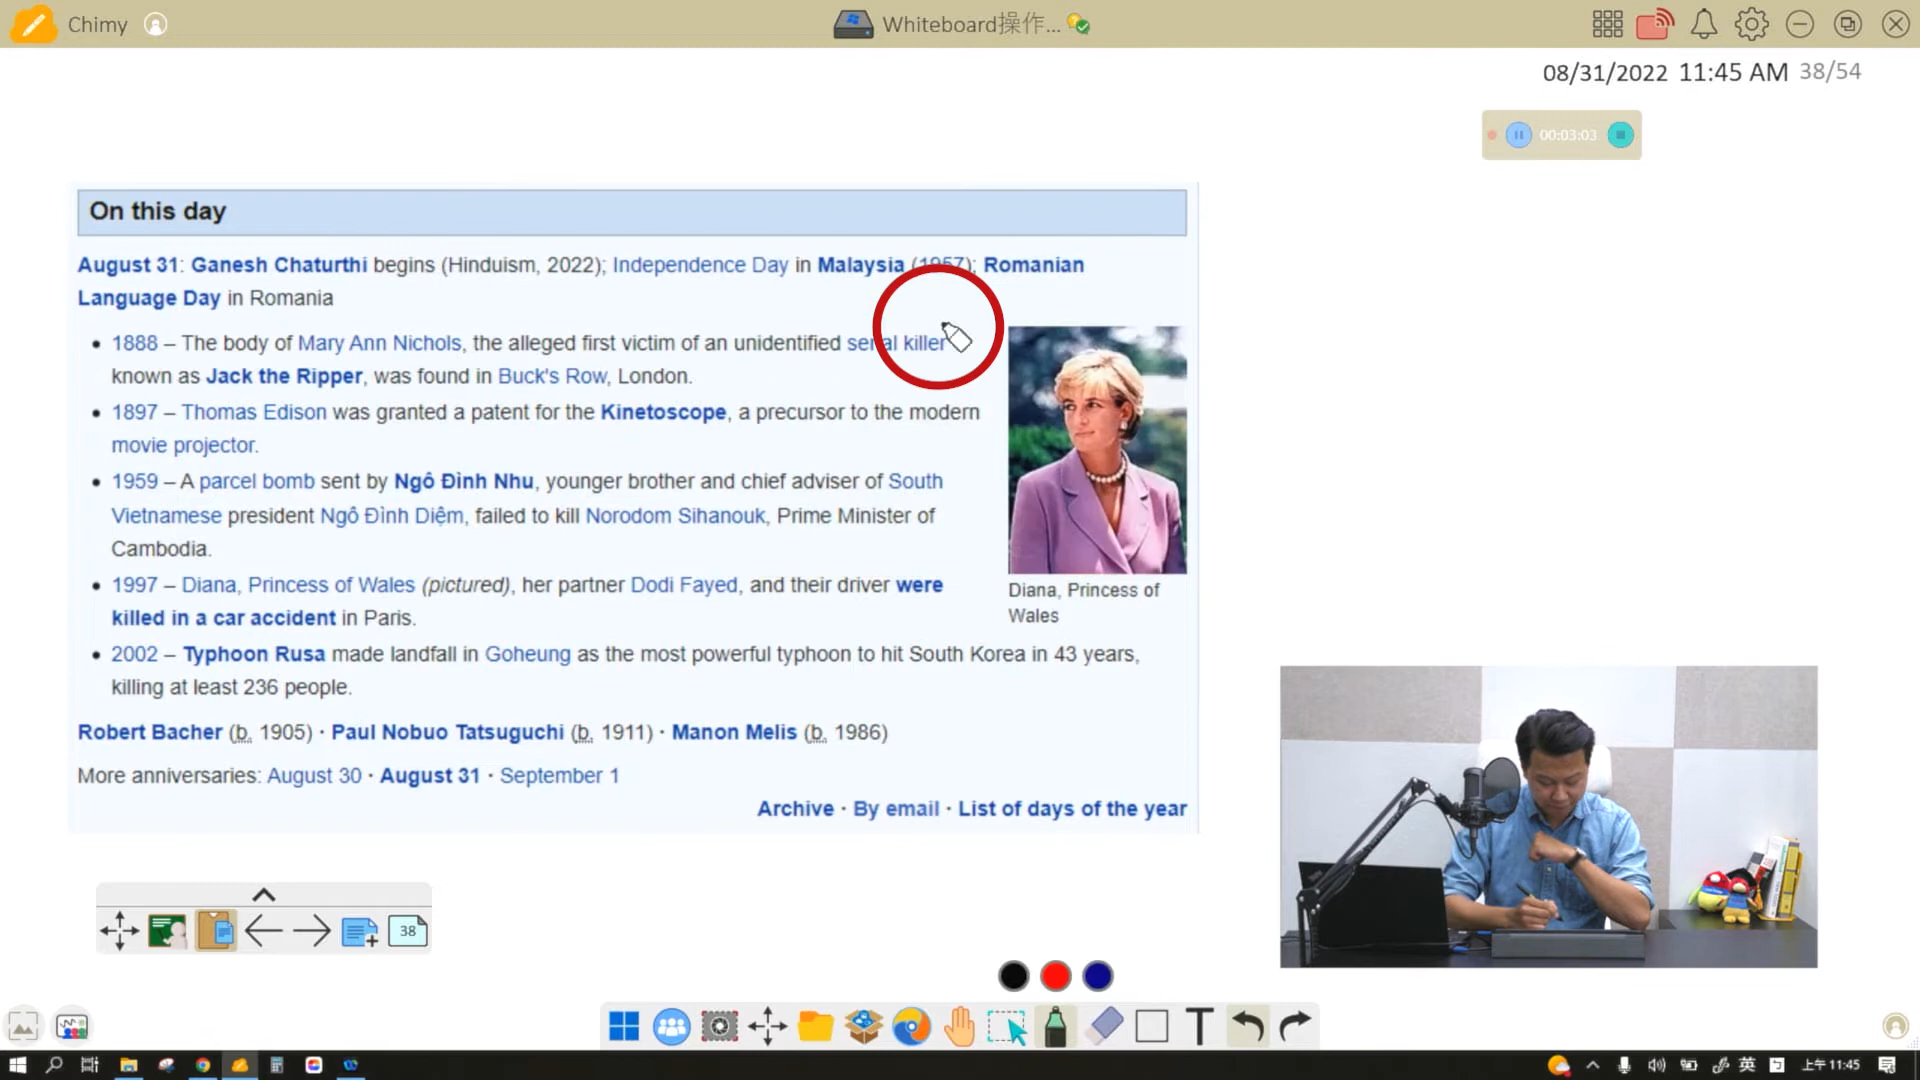 Chimy
Whiteboard操作...
08/31/2022 11:45 AM 38/54
00:03:03
On this day
August 31: Ganesh Chaturthi begins (Hinduism, 2022); Independence Day in Malaysia (1957); Romanian
Language Day in Romania
• 1888 – The body of Mary Ann Nichols, the alleged first victim of an unidentified serial killer
known as Jack the Ripper, was found in Buck's Row, London.
• 1897 – Thomas Edison was granted a patent for the Kinetoscope, a precursor to the modern
movie projector.
• 1959 – A parcel bomb sent by Ngô Đình Nhu, younger brother and chief adviser of South
Vietnamese president Ngô Đình Diệm, failed to kill Norodom Sihanouk, Prime Minister of
Cambodia.
• 1997 – Diana, Princess of Wales (pictured), her partner Dodi Fayed, and their driver were
killed in a car accident in Paris.
Diana, Princess of
Wales
• 2002 – Typhoon Rusa made landfall in Goheung as the most powerful typhoon to hit South Korea in 43 years,
killing at least 236 people.
Robert Bacher (b. 1905) · Paul Nobuo Tatsuguchi (b. 1911) · Manon Melis (b. 1986)
More anniversaries: August 30 · August 31 · September 1
Archive · By email · List of days of the year
38
T
英
上午 11:45